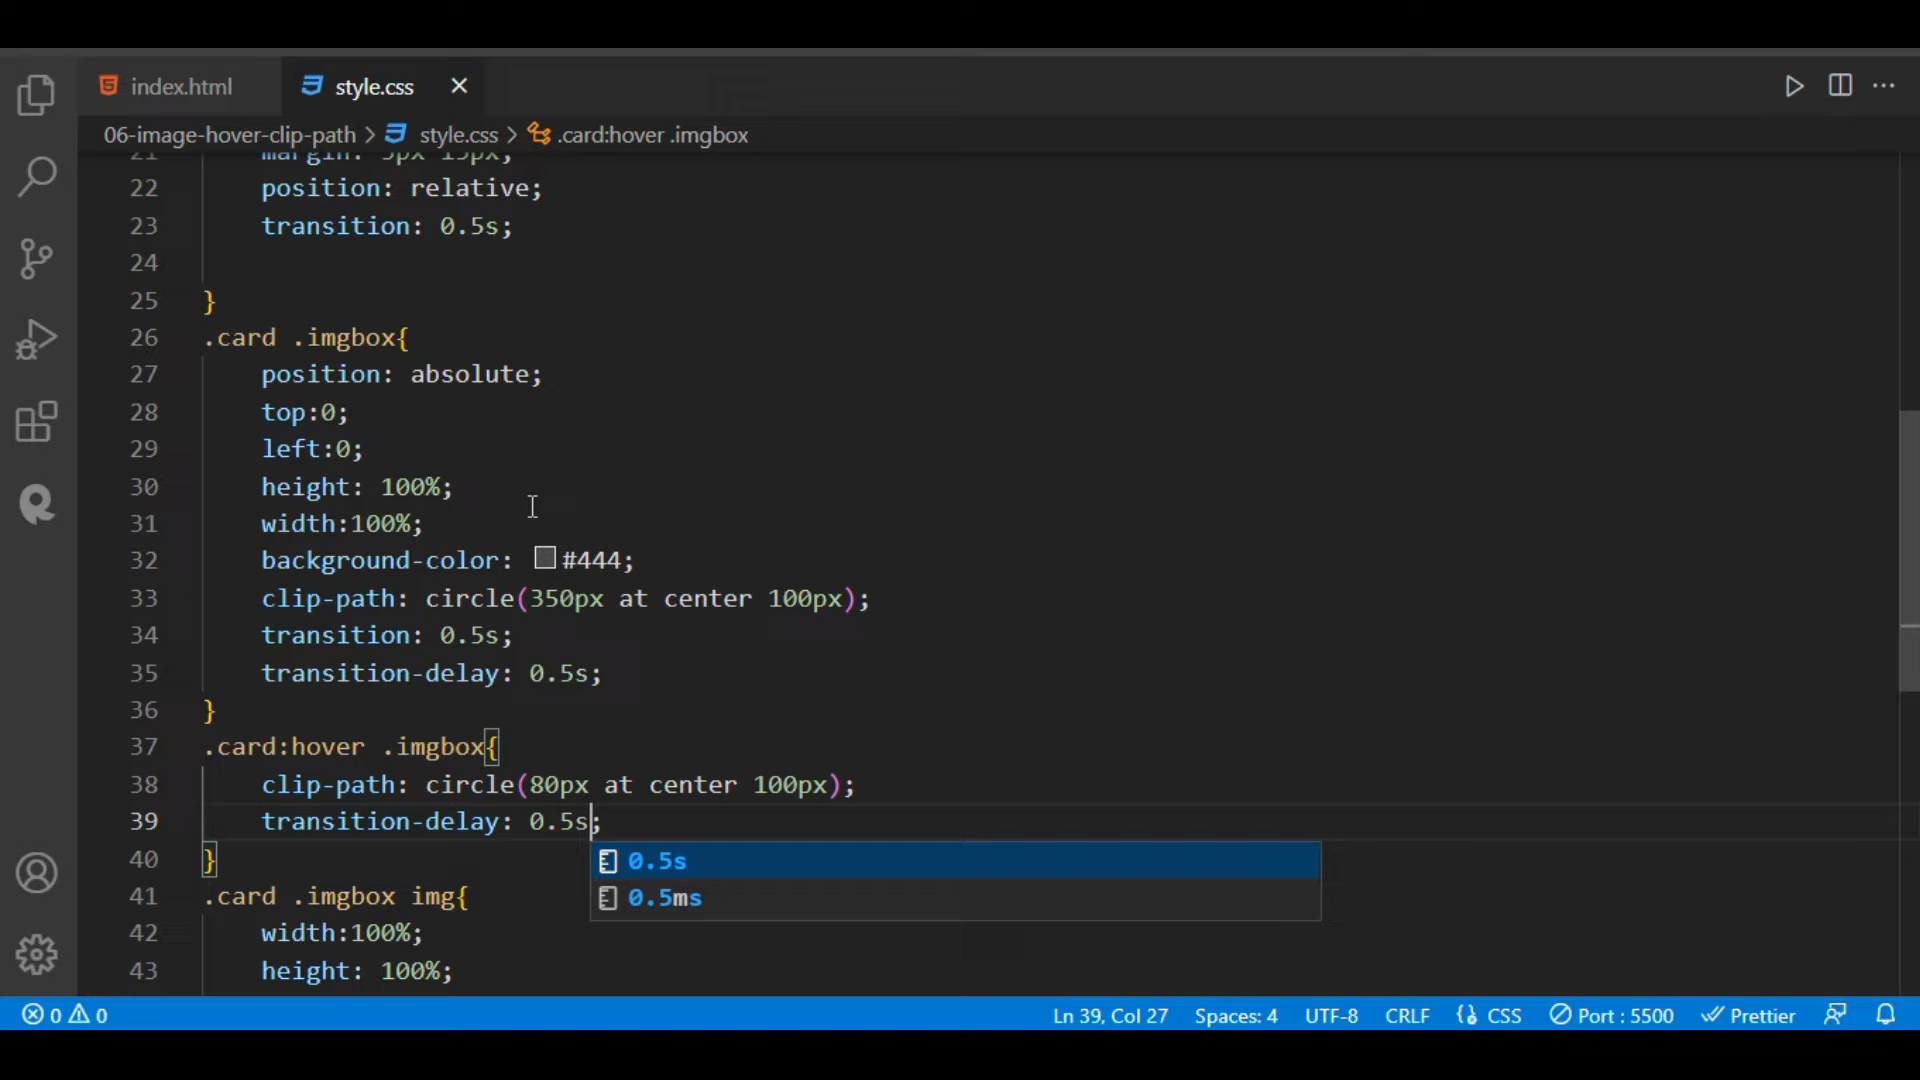 index.html
style.css
06-image-hover-clip-path > style.css > .card:hover .imgbox
21 margin: 5px 15px;
22 position: relative;
23 transition: 0.5s;
24
25 }
26 .card .imgbox{
27 position: absolute;
28 top:0;
29 left:0;
30 height: 100%;
31 width:100%;
32 background-color: #444;
33 clip-path: circle(350px at center 100px);
34 transition: 0.5s;
35 transition-delay: 0.5s;
36 }
37 .card:hover .imgbox{
38 clip-path: circle(80px at center 100px);
39 transition-delay: 0.5s;
40 }
0.5s
41 .card .imgbox img{
0.5ms
42 width:100%;
43 height: 100%;
0 0 Ln 39, Col 27 Spaces: 4 UTF-8 CRLF CSS Port : 5500 Prettier